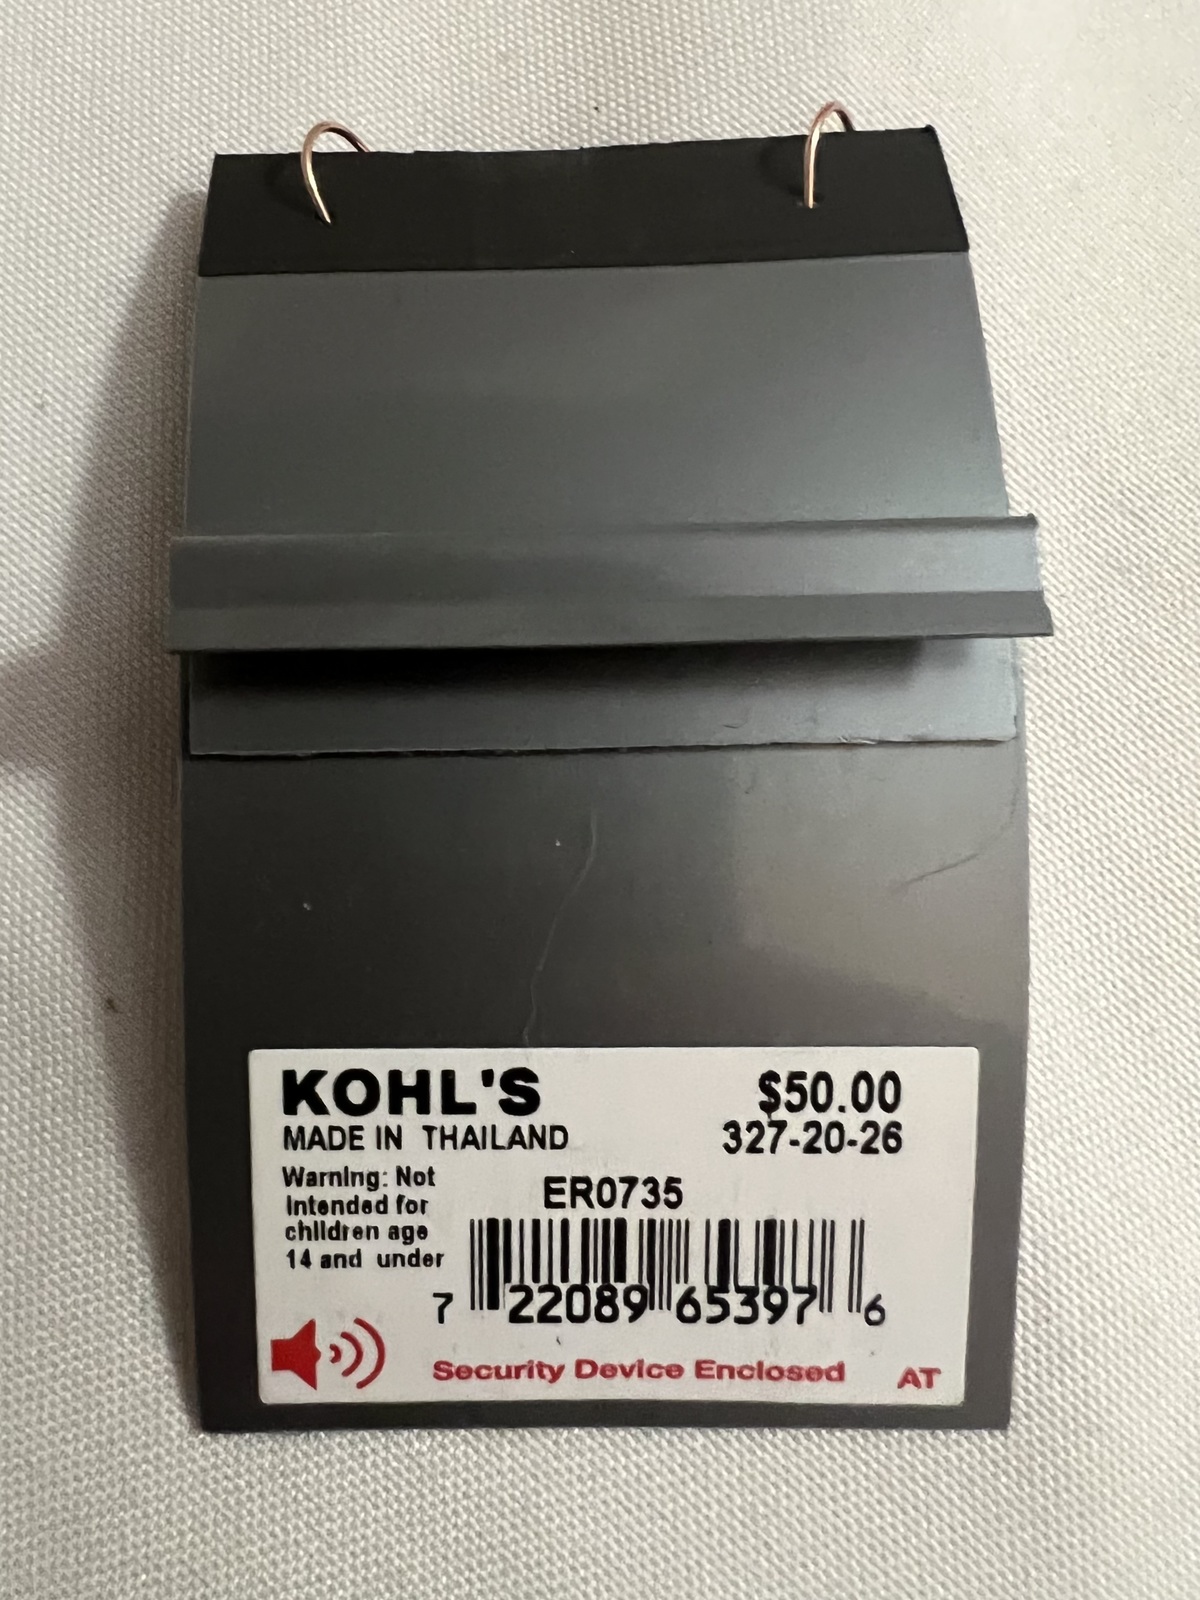 KOHL'S
$50.00
MADE IN THAILAND
327-20-26
Warning: Not
intended for
children age
14 and under
ER0735
7 22089 65397 6
Security Device Enclosed
AT